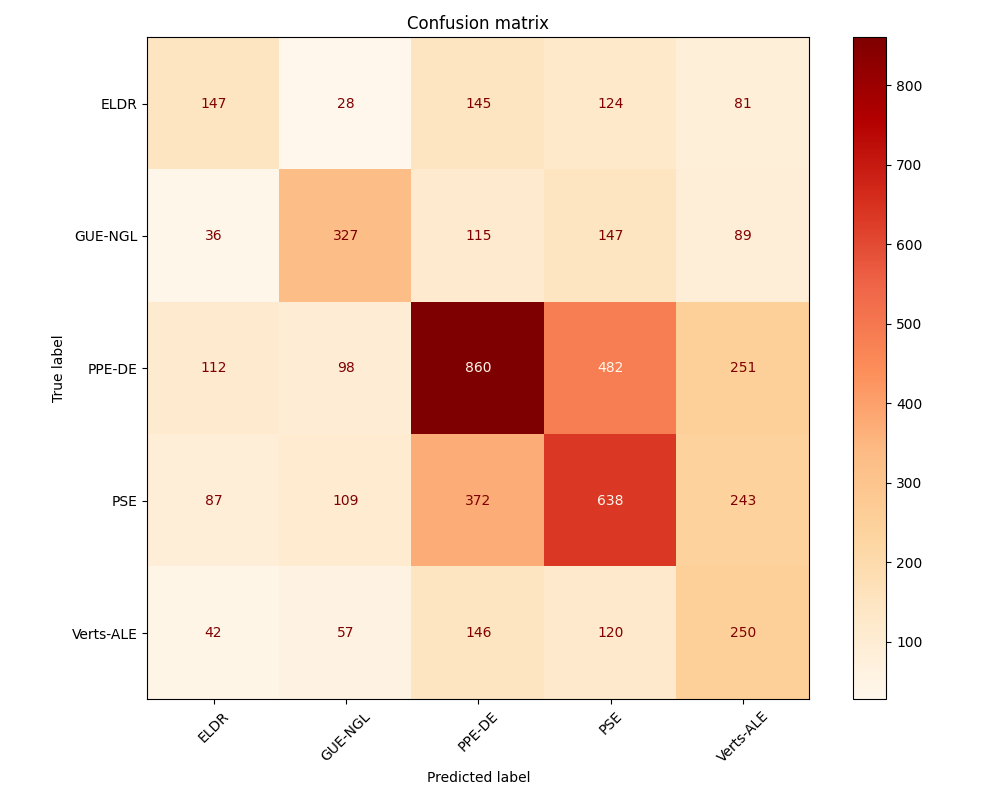 Confusion matrix
ELDR 147 28 145 124 81
GUE-NGL 36 327 115 147 89
PPE-DE 112 98 860 482 251
PSE 87 109 372 638 243
Verts-ALE 42 57 146 120 250
ELDR GUE-NGL PPE-DE PSE Verts-ALE
Predicted label
True label
800
700
600
500
400
300
200
100